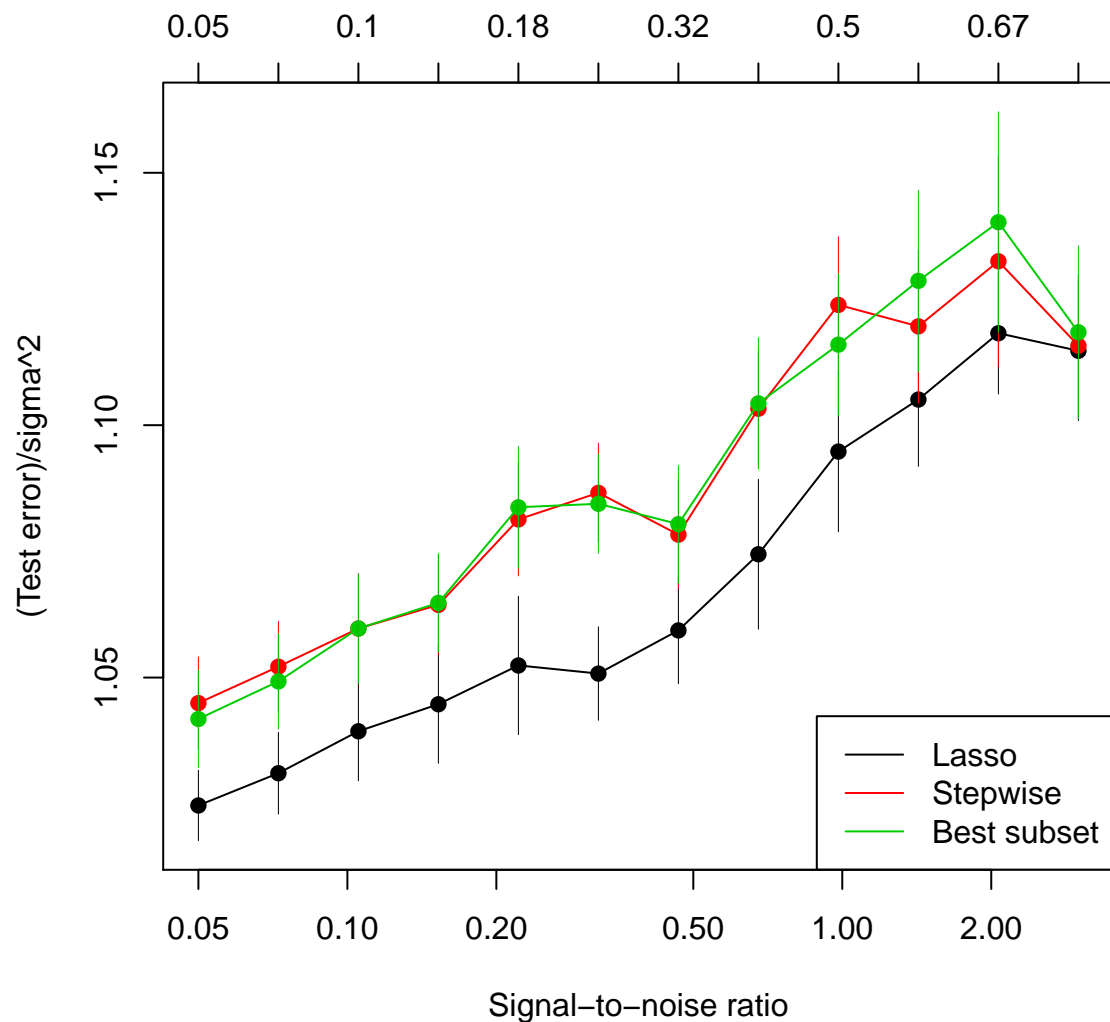 0.05 0.1 0.18 0.32 0.5 0.67
(Test error)/sigma^2
1.15
1.10
1.05
Lasso
Stepwise
Best subset
0.05 0.10 0.20 0.50 1.00 2.00
Signal−to−noise ratio